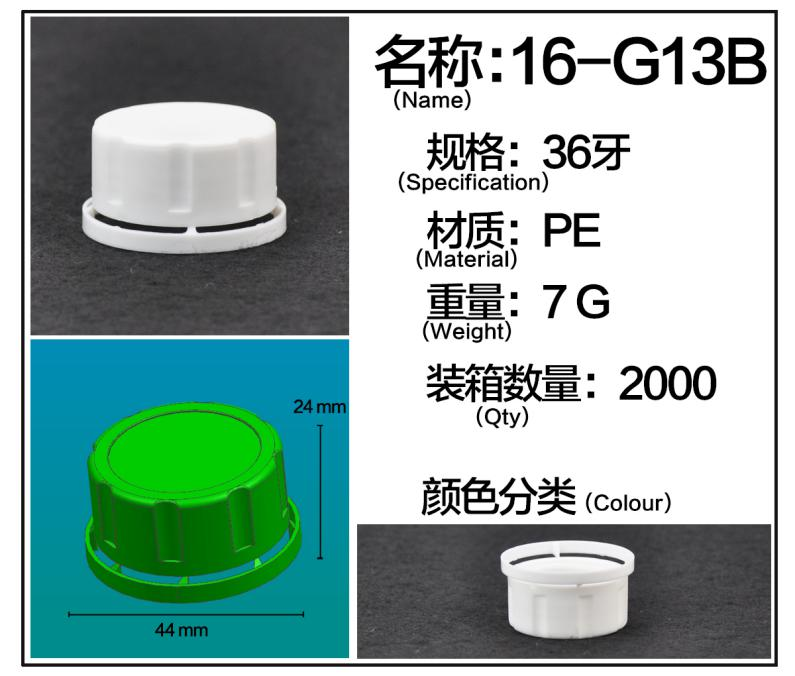 名称:16-G13B
(Name)
规格: 36牙
(Specification)
材质: PE
(Material)
重量: 7G
(Weight)
装箱数量: 2000
(Qty)
颜色分类 (Colour)
24mm
44mm